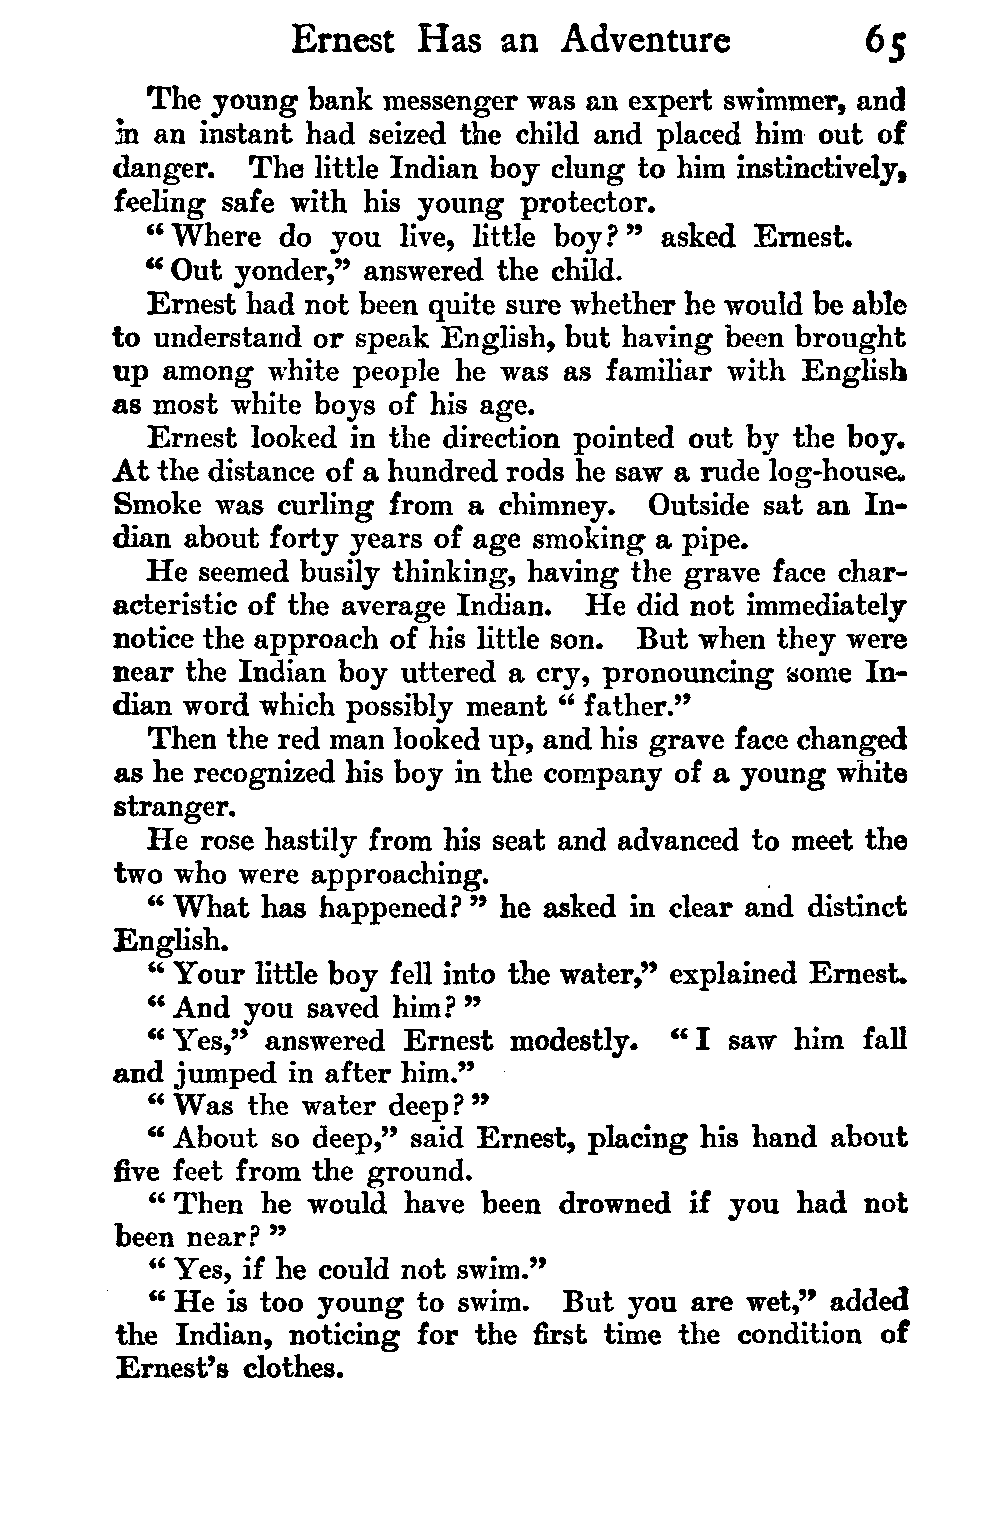 Ernest Has an Adventure 65
The young bank messenger was an expert swimmer, and
in an instant had seized the child and placed him out of
danger. The little Indian boy clung to him instinctively,
feeling safe with his young protector.
“ Where do you live, little boy? ” asked Ernest.
“ Out yonder,” answered the child.
Ernest had not been quite sure whether he would be able
to understand or speak English, but having been brought
up among white people he was as familiar with English
as most white boys of his age.
Ernest looked in the direction pointed out by the boy.
At the distance of a hundred rods he saw a rude log-house.
Smoke was curling from a chimney. Outside sat an In-
dian about forty years of age smoking a pipe.
He seemed busily thinking, having the grave face char-
acteristic of the average Indian. He did not immediately
notice the approach of his little son. But when they were
near the Indian boy uttered a cry, pronouncing some In-
dian word which possibly meant “ father.”
Then the red man looked up, and his grave face changed
as he recognized his boy in the company of a young white
stranger.
He rose hastily from his seat and advanced to meet the
two who were approaching.
“ What has happened? ” he asked in clear and distinct
English.
“ Your little boy fell into the water,” explained Ernest.
“ And you saved him? ”
“ Yes,” answered Ernest modestly. “ I saw him fall
and jumped in after him.”
“ Was the water deep? ”
“ About so deep,” said Ernest, placing his hand about
five feet from the ground.
“ Then he would have been drowned if you had not
been near? ”
“ Yes, if he could not swim.”
“ He is too young to swim. But you are wet,” added
the Indian, noticing for the first time the condition of
Ernest’s clothes.